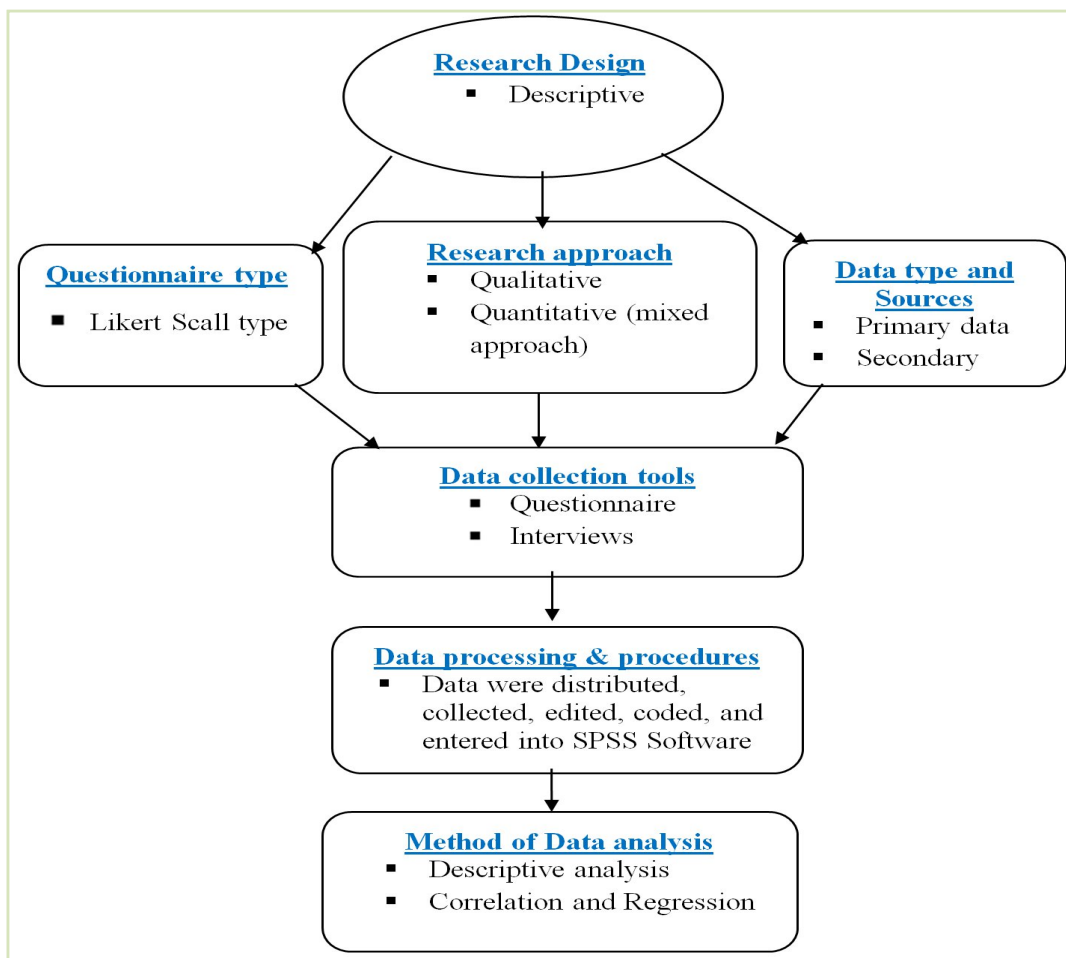 Research Design
▪ Descriptive
Questionnaire type
▪ Likert Scall type
Research approach
▪ Qualitative
▪ Quantitative (mixed
approach)
Data type and
Sources
▪ Primary data
▪ Secondary
Data collection tools
▪ Questionnaire
▪ Interviews
Data processing & procedures
▪ Data were distributed,
collected, edited, coded, and
entered into SPSS Software
Method of Data analysis
▪ Descriptive analysis
▪ Correlation and Regression